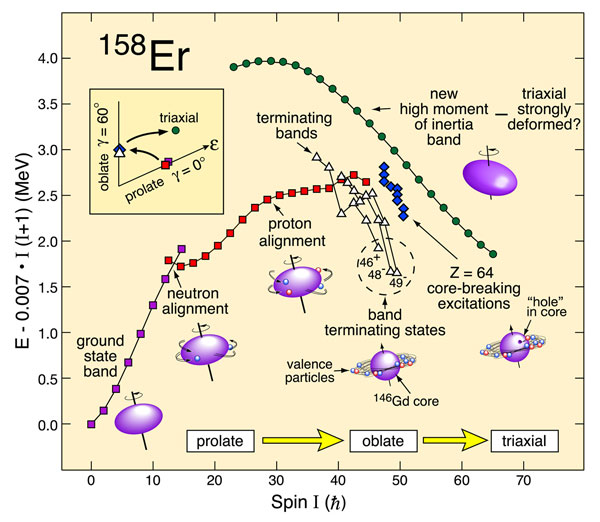 ¹⁵⁸Er
E - 0.007 • I (I+1) (MeV)
4.0
3.5
3.0
2.5
2.0
1.5
1.0
0.5
0.0
oblate γ = 60°
triaxial
ε
prolate γ = 0°
terminating
bands
new
high moment
of inertia
band
triaxial
strongly
deformed?
proton
alignment
neutron
alignment
ground
state
band
46⁺
48⁻
49⁻
band
terminating states
Z = 64
core-breaking
excitations
"hole"
in core
valence
particles
¹⁴⁶Gd core
prolate
oblate
triaxial
0
10
20
30
40
50
60
70
Spin I (ħ)